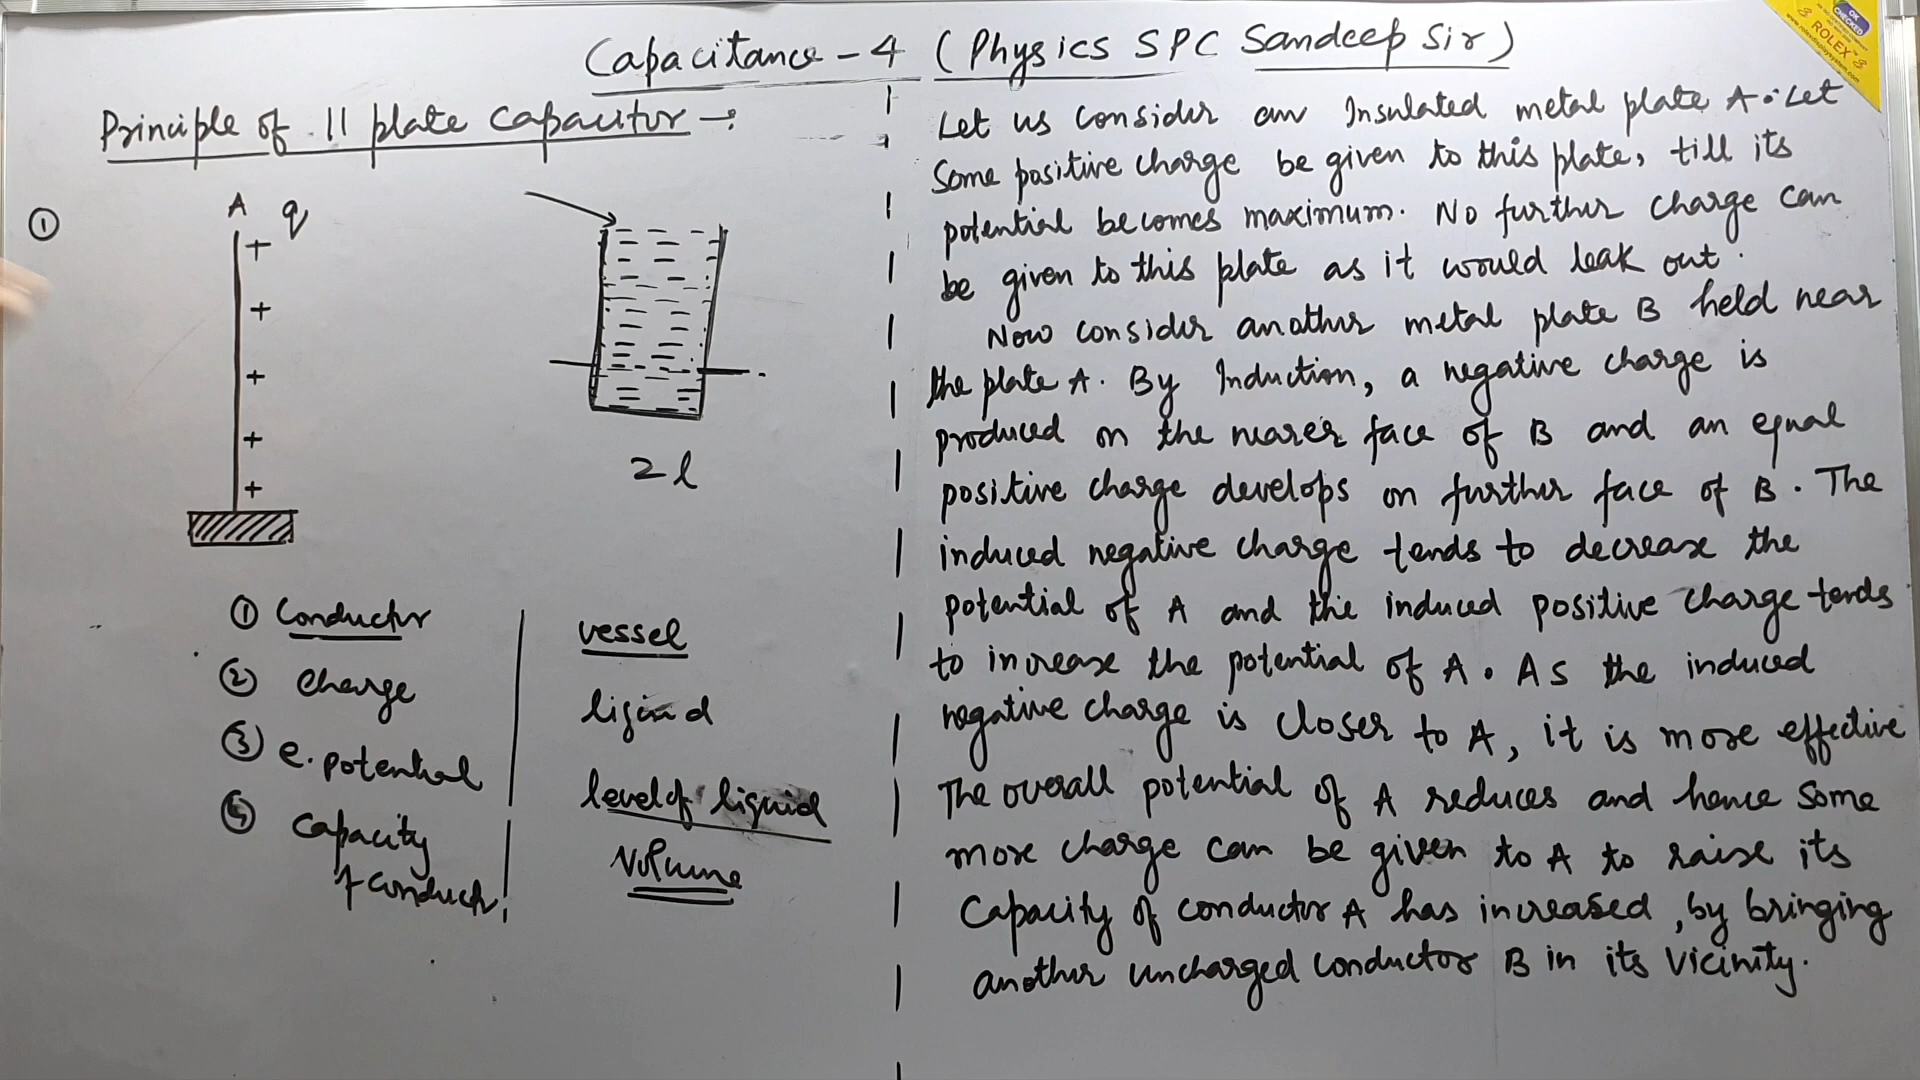 Capacitance - 4 (Physics SPC Sandeep Sir)
Principle of || plate capacitor →:
①
A q
+
+
+
+
+
2 l
① Conductor
② Charge
③ e. potential
④ Capacity
of conduct.
vessel
liquid
level of liquid
Volume
Let us consider an Insulated metal plate A. Let
Some positive charge be given to this plate, till its
potential becomes maximum. No further charge can
be given to this plate as it would leak out.
Now consider another metal plate B held near
the plate A. By Induction, a negative charge is
produced on the nearer face of B and an equal
positive charge develops on further face of B. The
induced negative charge tends to decrease the
potential of A and the induced positive charge tends
to increase the potential of A. As the induced
negative charge is closer to A, it is more effective
The overall potential of A reduces and hence some
more charge can be given to A to raise its
Capacity of conductor A has increased, by bringing
another uncharged conductor B in its vicinity.
OK
CHECKED
ROLEX